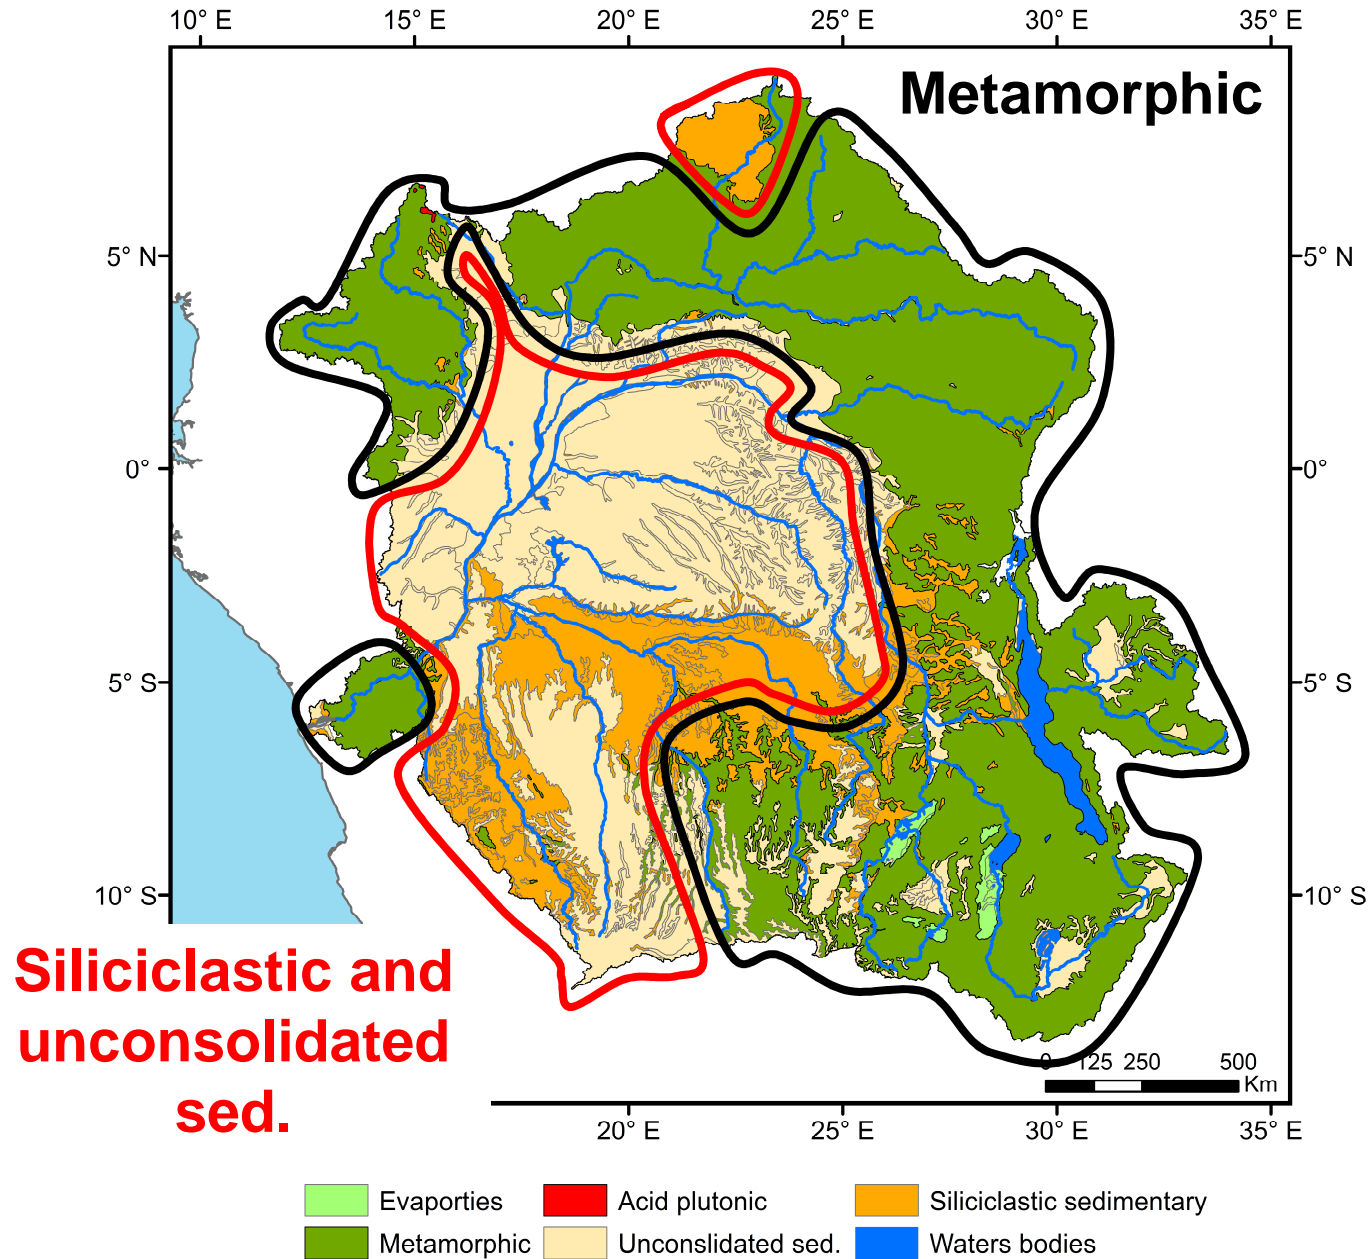 10° E 15° E 20° E 25° E 30° E 35° E
Metamorphic
5° N 5° N
0° 0°
5° S 5° S
10° S 10° S
Siliciclastic and
unconsolidated
sed.
0 125 250 500
Km
20° E 25° E 30° E 35° E
Evaporties Acid plutonic Siliciclastic sedimentary
Metamorphic Unconslidated sed. Waters bodies